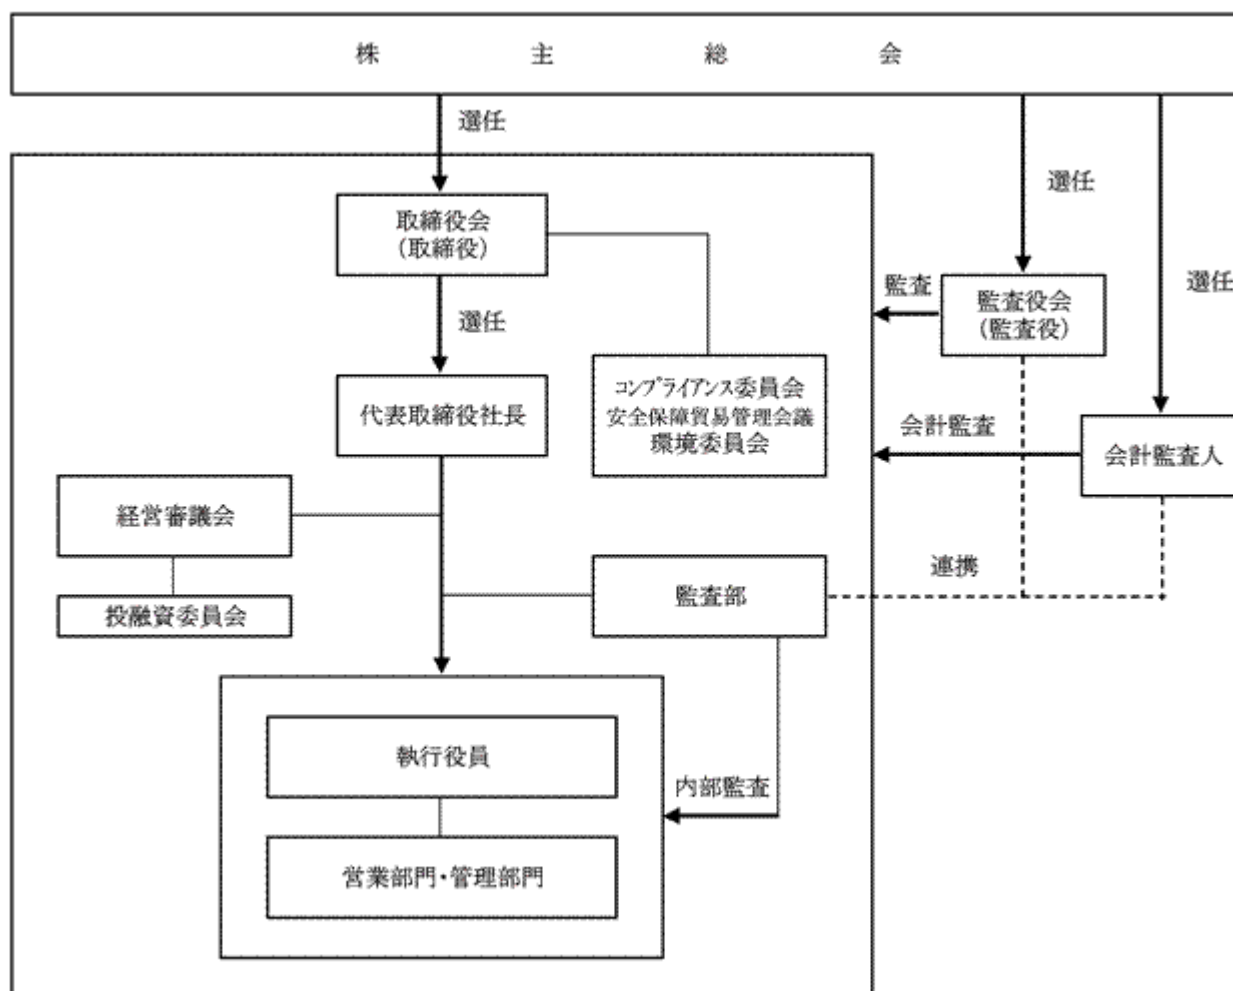 株主総会
選任
選任
選任
取締役会
(取締役)
監査
監査役会
(監査役)
選任
コンプライアンス委員会
安全保障貿易管理会議
環境委員会
代表取締役社長
会計監査
会計監査人
経営審議会
投融資委員会
監査部
連携
執行役員
内部監査
営業部門・管理部門